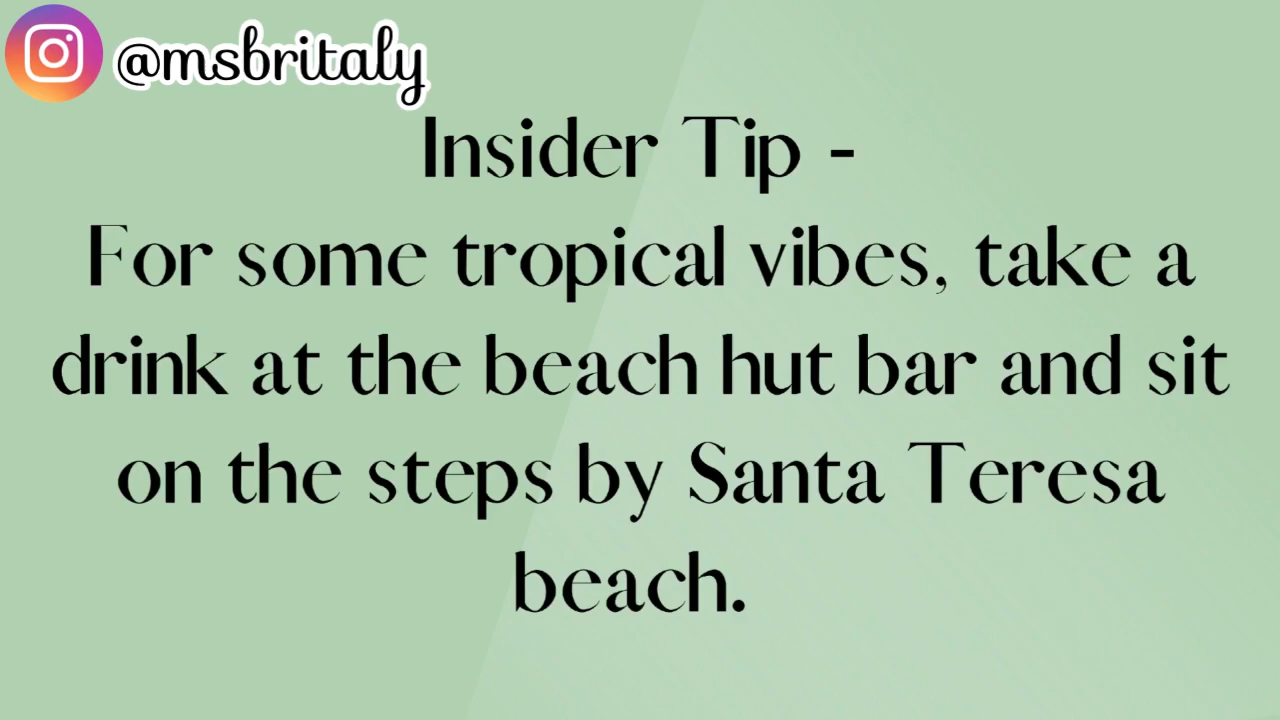 @msbritaly
Insider Tip -
For some tropical vibes, take a
drink at the beach hut bar and sit
on the steps by Santa Teresa
beach.